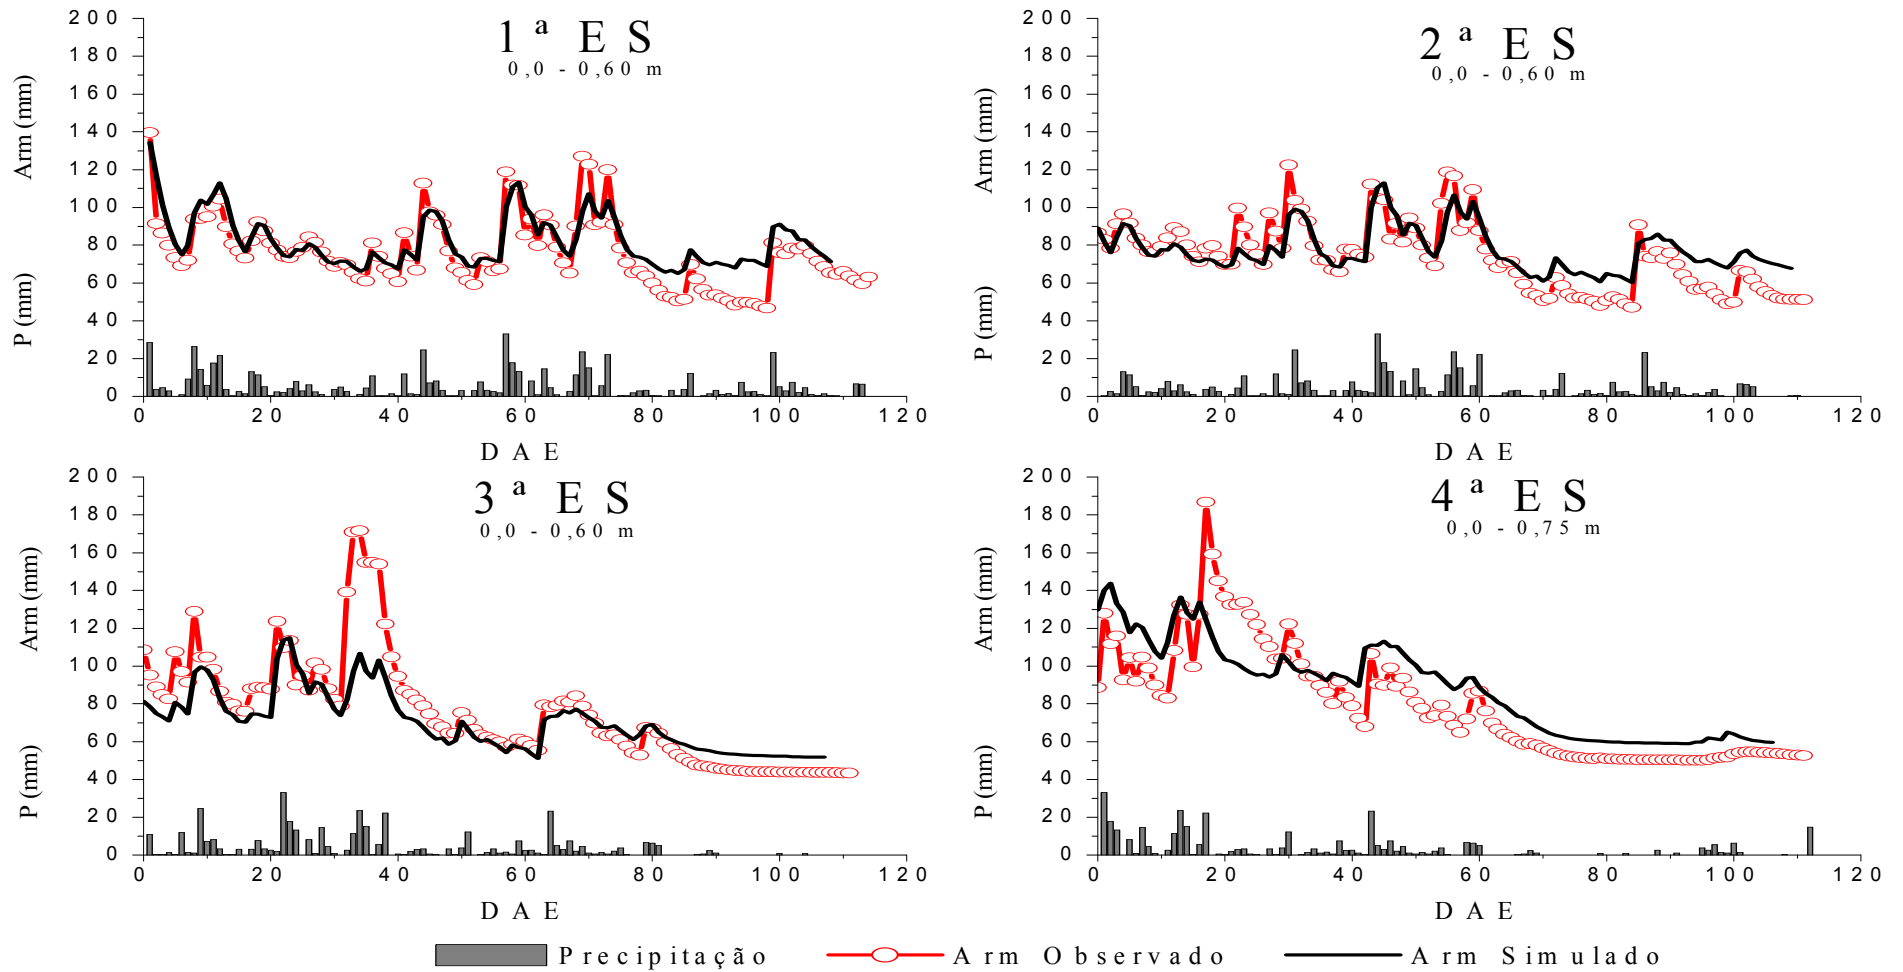 1ª ES
0,0 - 0,60 m
Arm (mm)
P (mm)
200
180
160
140
120
100
80
60
40
20
0
0 20 40 60 80 100 120
DAE
2ª ES
0,0 - 0,60 m
Arm (mm)
P (mm)
200
180
160
140
120
100
80
60
40
20
0
0 20 40 60 80 100 120
DAE
3ª ES
0,0 - 0,60 m
Arm (mm)
P (mm)
200
180
160
140
120
100
80
60
40
20
0
0 20 40 60 80 100 120
DAE
4ª ES
0,0 - 0,75 m
Arm (mm)
P (mm)
200
180
160
140
120
100
80
60
40
20
0
0 20 40 60 80 100 120
DAE
Precipitação Arm Observado Arm Simulado